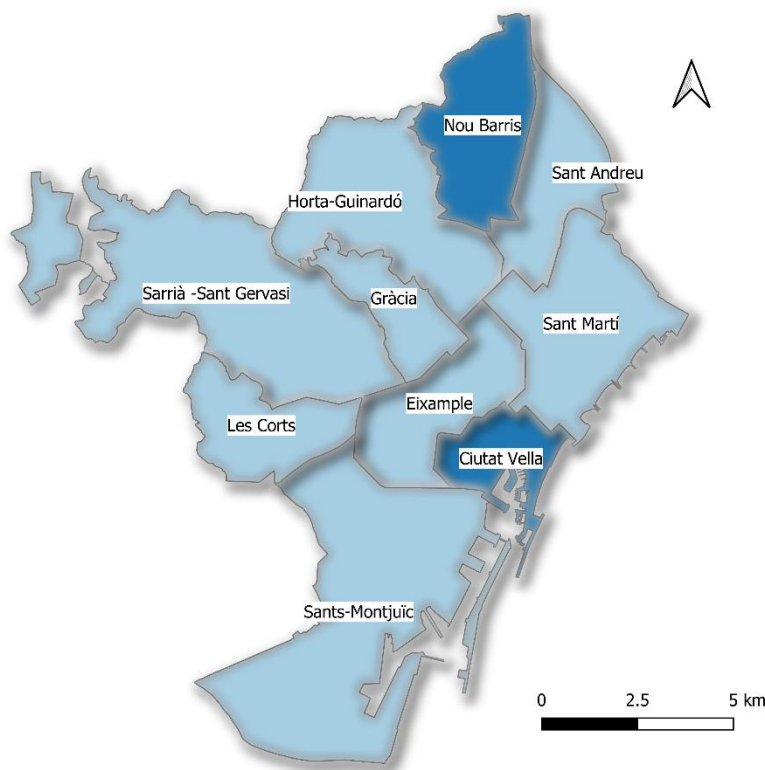 Nou Barris
Sant Andreu
Horta-Guinardó
Sarrià -Sant Gervasi
Gràcia
Sant Martí
Eixample
Les Corts
Ciutat Vella
Sants-Montjuïc
0 2.5 5 km